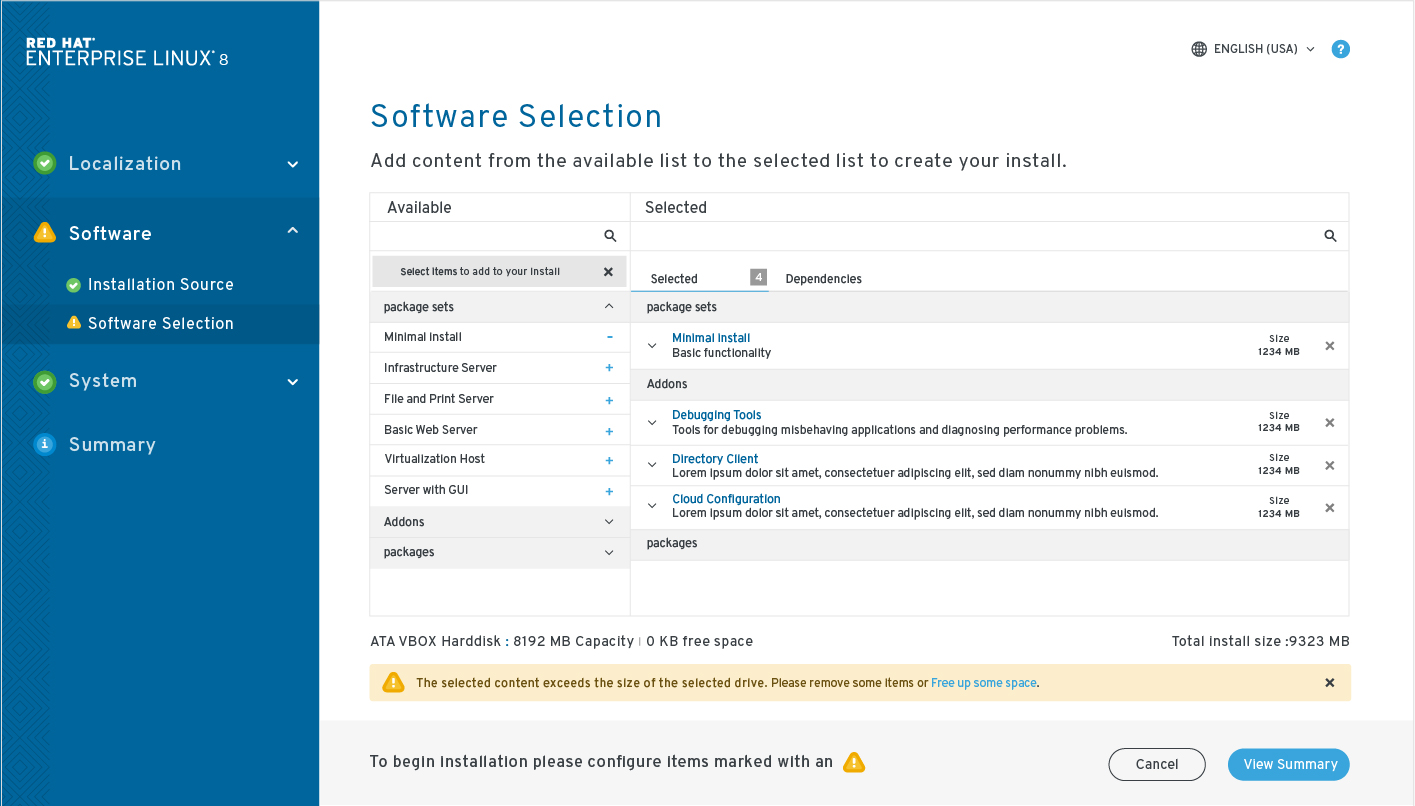 RED HAT
ENTERPRISE LINUX 8
Localization
Software
Installation Source
Software Selection
System
i Summary
ENGLISH (USA) ?
Software Selection
Add content from the available list to the selected list to create your install.
Available
Select items to add to your install
package sets
Minimal install -
Infrastructure Server +
File and Print Server +
Basic Web Server +
Virtualization Host +
Server with GUI +
Addons
packages
Selected
Selected 4 Dependencies
package sets
Minimal install
Basic functionality
Size
1234 MB
Addons
Debugging Tools
Tools for debugging misbehaving applications and diagnosing performance problems.
Size
1234 MB
Directory Client
Lorem ipsum dolor sit amet, consectetuer adipiscing elit, sed diam nonummy nibh euismod.
Size
1234 MB
Cloud Configuration
Lorem ipsum dolor sit amet, consectetuer adipiscing elit, sed diam nonummy nibh euismod.
Size
1234 MB
packages
ATA VBOX Harddisk : 8192 MB Capacity | 0 KB free space
Total install size :9323 MB
The selected content exceeds the size of the selected drive. Please remove some items or Free up some space.
To begin installation please configure items marked with an
Cancel
View Summary